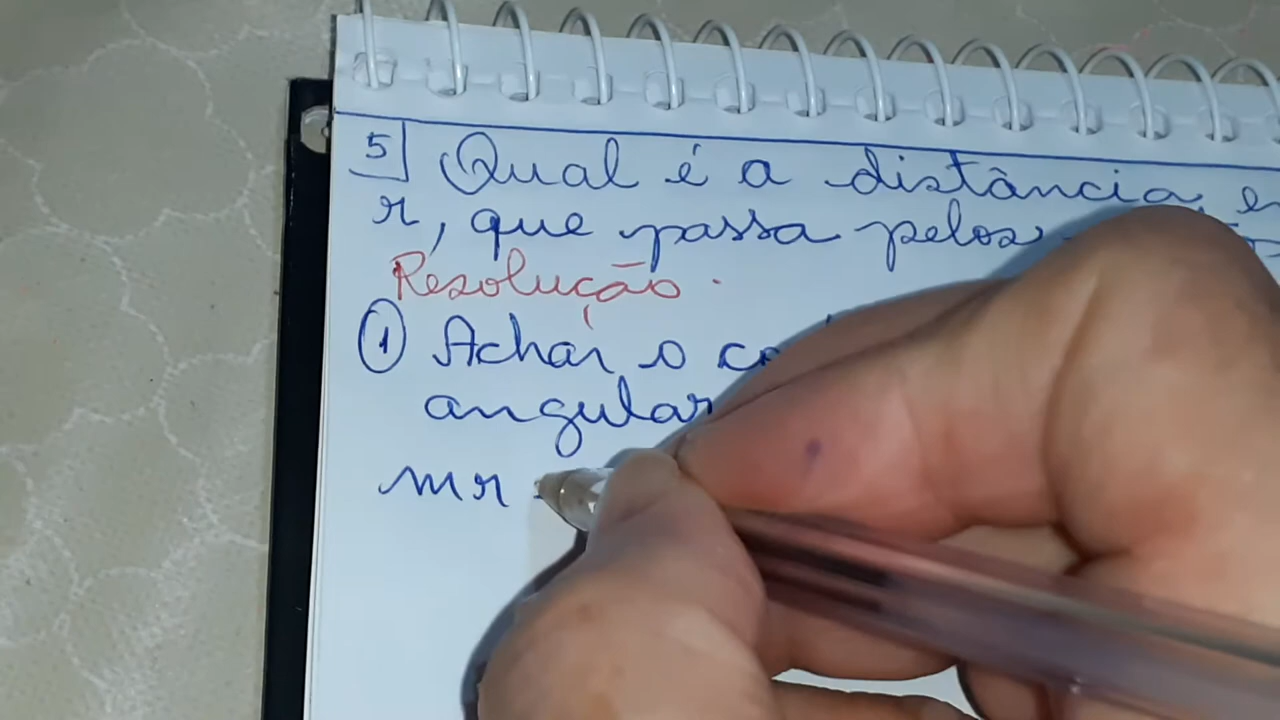 5 Qual é a distância
r, que passa pelos
Resolução.
1 Achar o
angular
mr